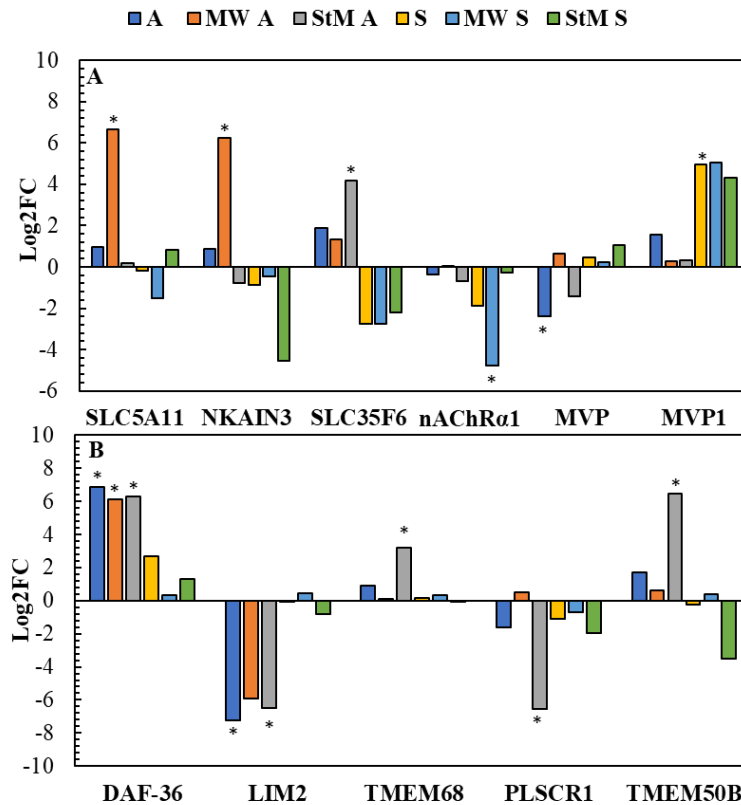 A MW A StM A S MW S StM S
A
10
8
6
4
2
0
-2
-4
-6
Log2FC
* * * * * *
SLC5A11 NKAIN3 SLC35F6 nAChRα1 MVP MVP1
B
10
8
6
4
2
0
-2
-4
-6
-8
-10
Log2FC
* * * * * * * *
DAF-36 LIM2 TMEM68 PLSCR1 TMEM50B